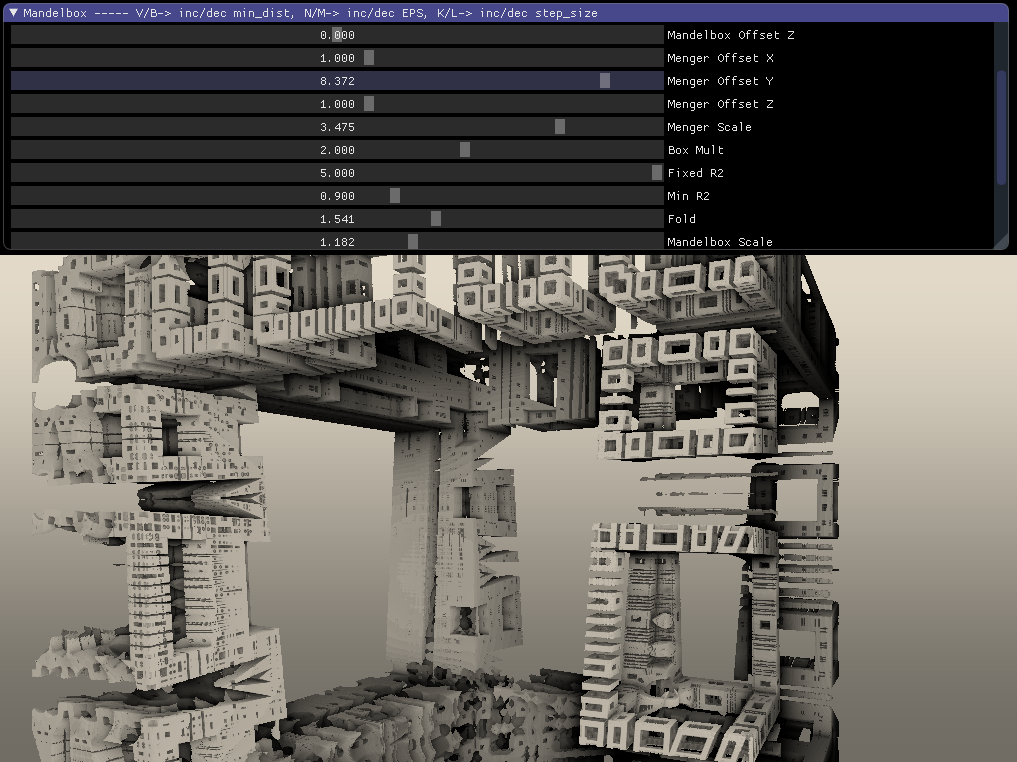 Mandelbox ----- V/B-> inc/dec min_dist, N/M-> inc/dec EPS, K/L-> inc/dec step_size
0.000 Mandelbox Offset Z
1.000 Menger Offset X
8.372 Menger Offset Y
1.000 Menger Offset Z
3.475 Menger Scale
2.000 Box Mult
5.000 Fixed R2
0.900 Min R2
1.541 Fold
1.182 Mandelbox Scale